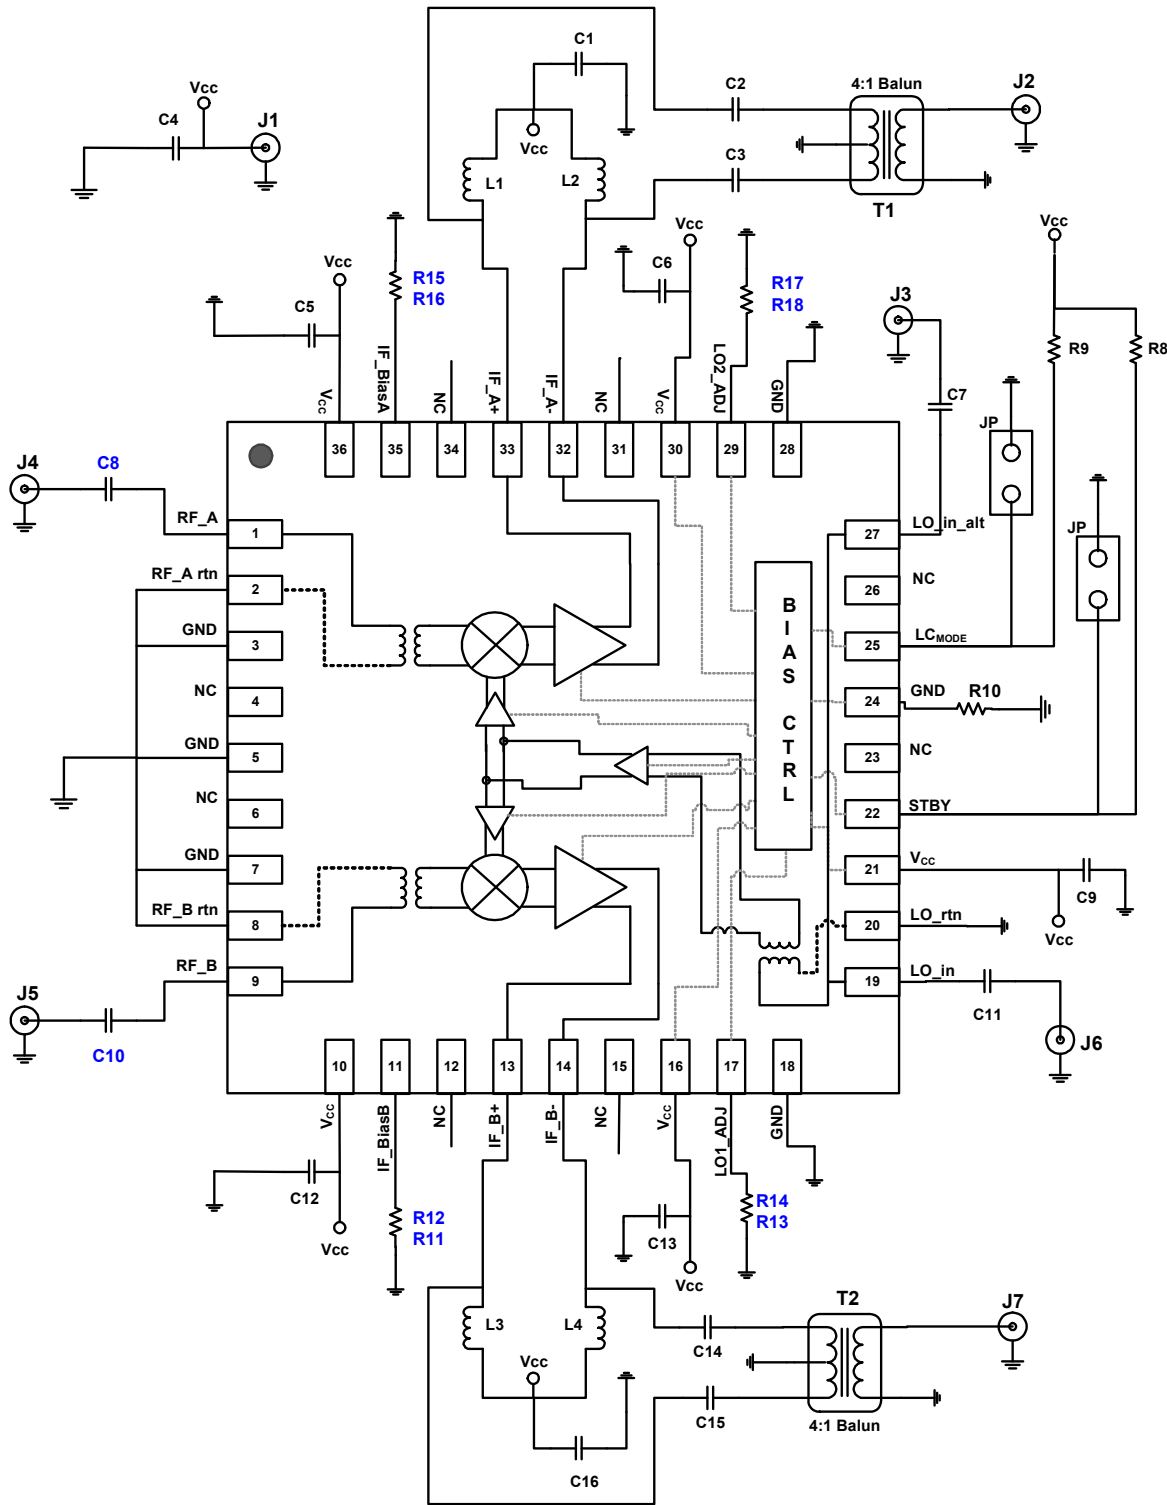 C1
4:1 Balun
J2
C2
Vcc
C4
J1
Vcc
C3
L1
L2
T1
Vcc
Vcc
Vcc
R15
R16
C6
R17
R18
J3
C5
R9
R8
C7
JP
JP
VCC
IF_BiasA
NC
IF_A+
IF_A-
NC
VCC
LO2_ADJ
GND
36
35
34
33
32
31
30
29
28
J4
C8
RF_A
1
RF_A rtn
2
GND
3
NC
4
GND
5
NC
6
GND
7
RF_B rtn
8
RF_B
9
BIAS CTRL
27
LO_in_alt
26
NC
25
LCMODE
24
GND
R10
23
NC
22
STBY
21
VCC
C9
Vcc
20
LO_rtn
19
LO_in
C11
J6
J5
C10
10
11
12
13
14
15
16
17
18
VCC
IF_BiasB
NC
IF_B+
IF_B-
NC
VCC
LO1_ADJ
GND
C12
Vcc
R12
R11
C13
Vcc
R14
R13
L3
L4
Vcc
C14
T2
J7
C15
4:1 Balun
C16